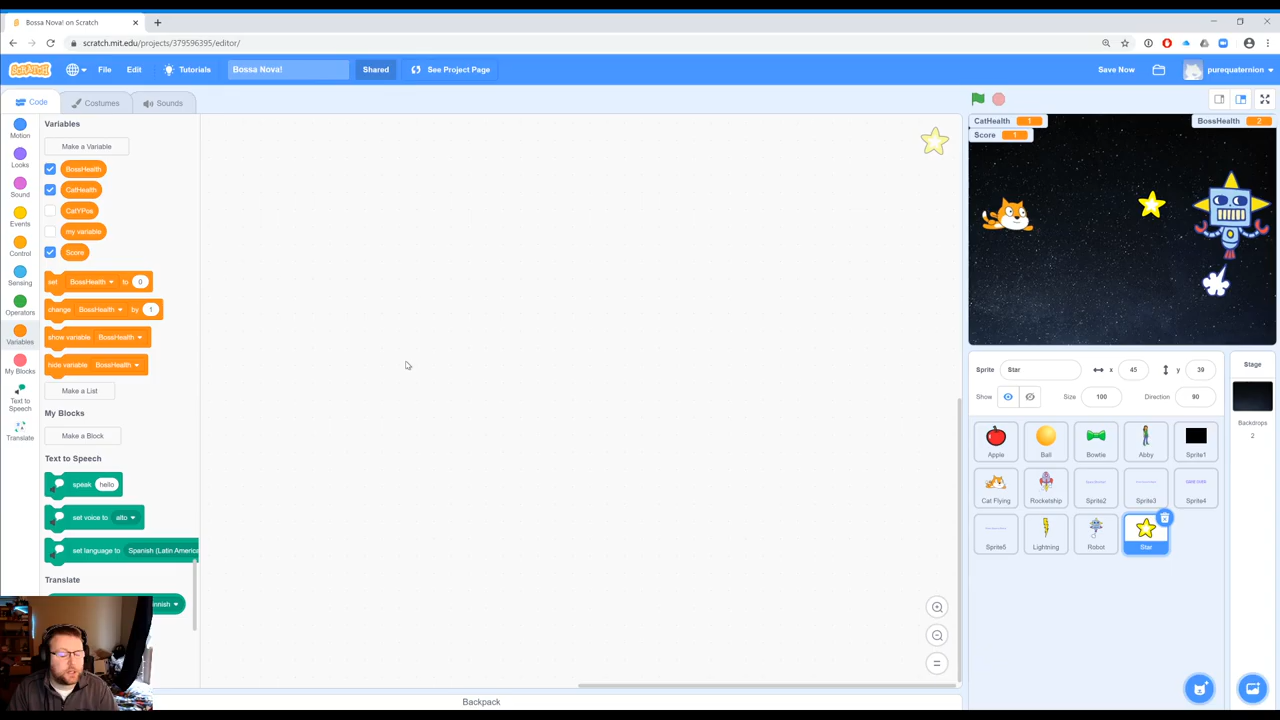 Bossa Nova! on Scratch
scratch.mit.edu/projects/379596395/editor/
SCRATCH
File
Edit
Tutorials
Bossa Nova!
Shared
See Project Page
Save Now
purequaternion
Code
Costumes
Sounds
Motion
Looks
Sound
Events
Control
Sensing
Operators
Variables
My Blocks
Text to
Speech
Translate
Variables
Make a Variable
BossHealth
CatHealth
CatYPos
my variable
Score
set BossHealth to 0
change BossHealth by 1
show variable BossHealth
hide variable BossHealth
Make a List
My Blocks
Make a Block
Text to Speech
speak hello
set voice to alto
set language to Spanish (Latin America
Translate
Backpack
CatHealth 1
Score 1
BossHealth 2
Sprite Star
x 45
y 39
Show
Size 100
Direction 90
Apple
Ball
Bowtie
Abby
Sprite1
Cat Flying
Rocketship
Sprite2
Sprite3
Sprite4
GAME OVER
Sprite5
Lightning
Robot
Star
Stage
Backdrops
2